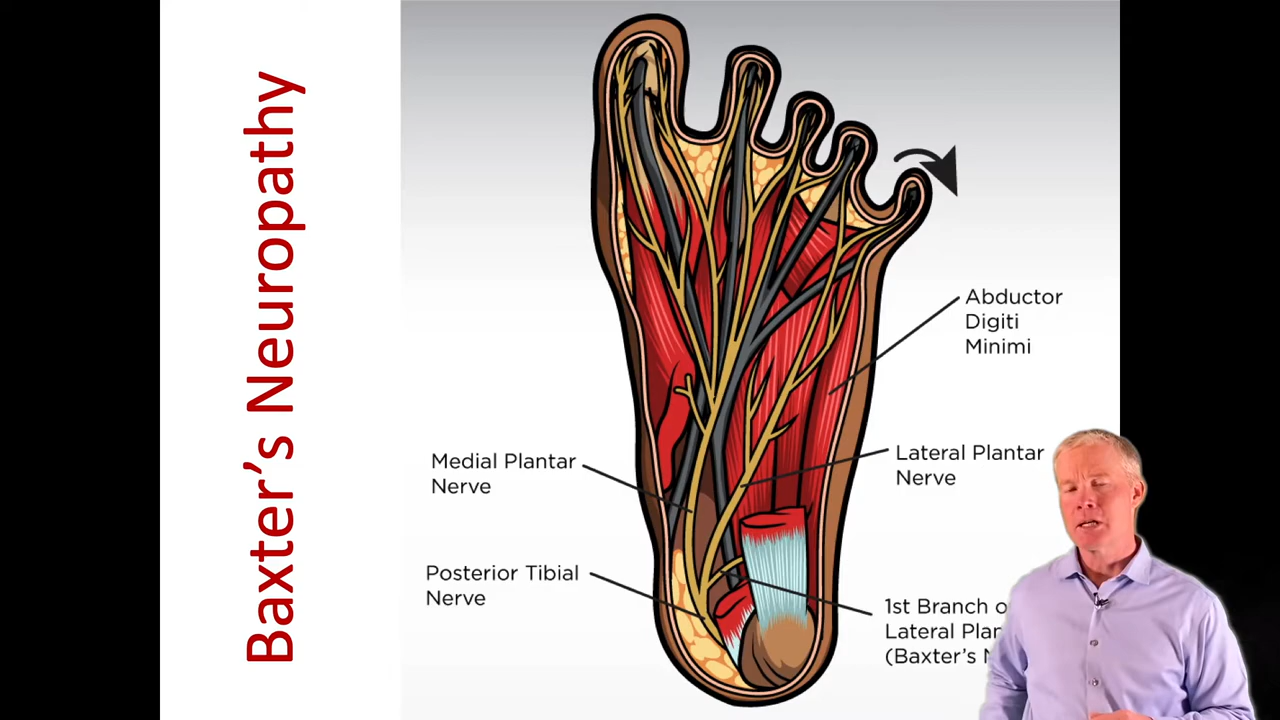 Baxter's Neuropathy
Abductor
Digiti
Minimi
Medial Plantar
Nerve
Lateral Plantar
Nerve
Posterior Tibial
Nerve
1st Branch
Lateral
(Baxter's